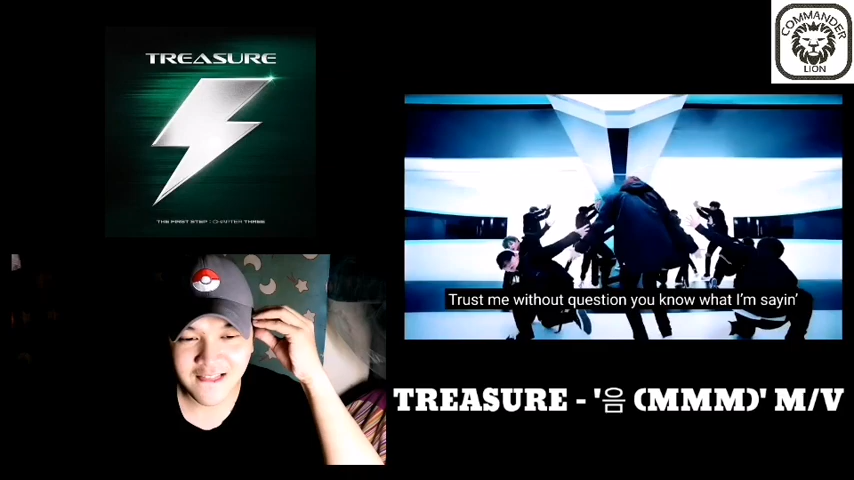 TREASURE
THE FIRST STEP : CHAPTER THREE
COMMANDER
LION
Trust me without question you know what I'm sayin'
TREASURE - '음 (MMM)' M/V